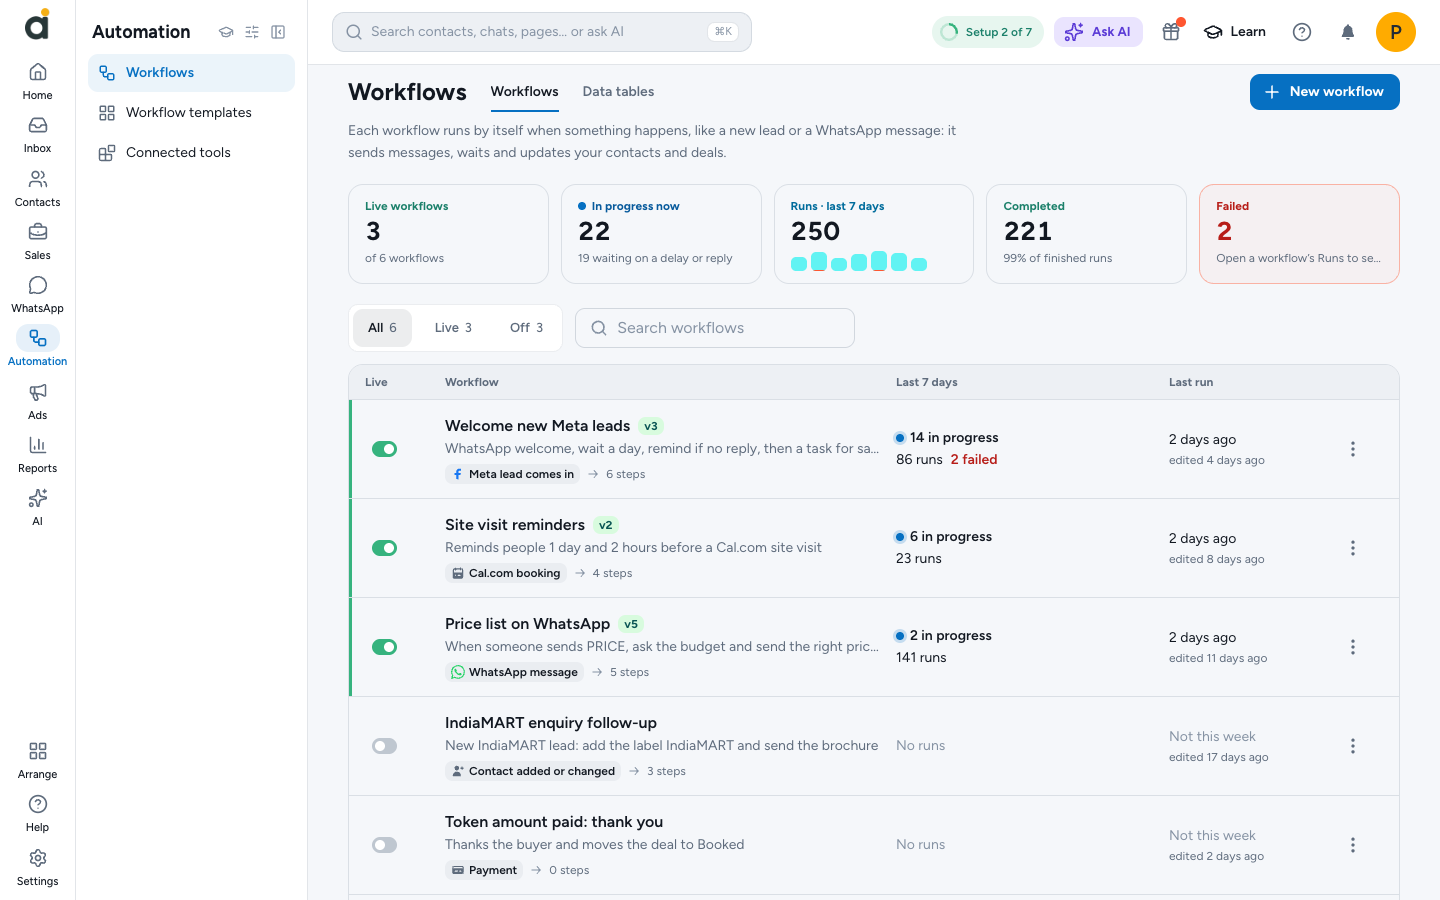 Automation
Search contacts, chats, pages... or ask AI
⌘K
Setup 2 of 7
Ask AI
Learn
P
Home
Inbox
Contacts
Sales
WhatsApp
Automation
Ads
Reports
AI
Arrange
Help
Settings
Workflows
Workflow templates
Connected tools
Workflows
Workflows
Data tables
New workflow
Each workflow runs by itself when something happens, like a new lead or a WhatsApp message: it
sends messages, waits and updates your contacts and deals.
Live workflows
3
of 6 workflows
In progress now
22
19 waiting on a delay or reply
Runs · last 7 days
250
Completed
221
99% of finished runs
Failed
2
Open a workflow's Runs to se...
All 6
Live 3
Off 3
Search workflows
Live
Workflow
Last 7 days
Last run
Welcome new Meta leads v3
WhatsApp welcome, wait a day, remind if no reply, then a task for sa...
Meta lead comes in → 6 steps
14 in progress
86 runs 2 failed
2 days ago
edited 4 days ago
Site visit reminders v2
Reminds people 1 day and 2 hours before a Cal.com site visit
Cal.com booking → 4 steps
6 in progress
23 runs
2 days ago
edited 8 days ago
Price list on WhatsApp v5
When someone sends PRICE, ask the budget and send the right pric...
WhatsApp message → 5 steps
2 in progress
141 runs
2 days ago
edited 11 days ago
IndiaMART enquiry follow-up
New IndiaMART lead: add the label IndiaMART and send the brochure
Contact added or changed → 3 steps
No runs
Not this week
edited 17 days ago
Token amount paid: thank you
Thanks the buyer and moves the deal to Booked
Payment → 0 steps
No runs
Not this week
edited 2 days ago